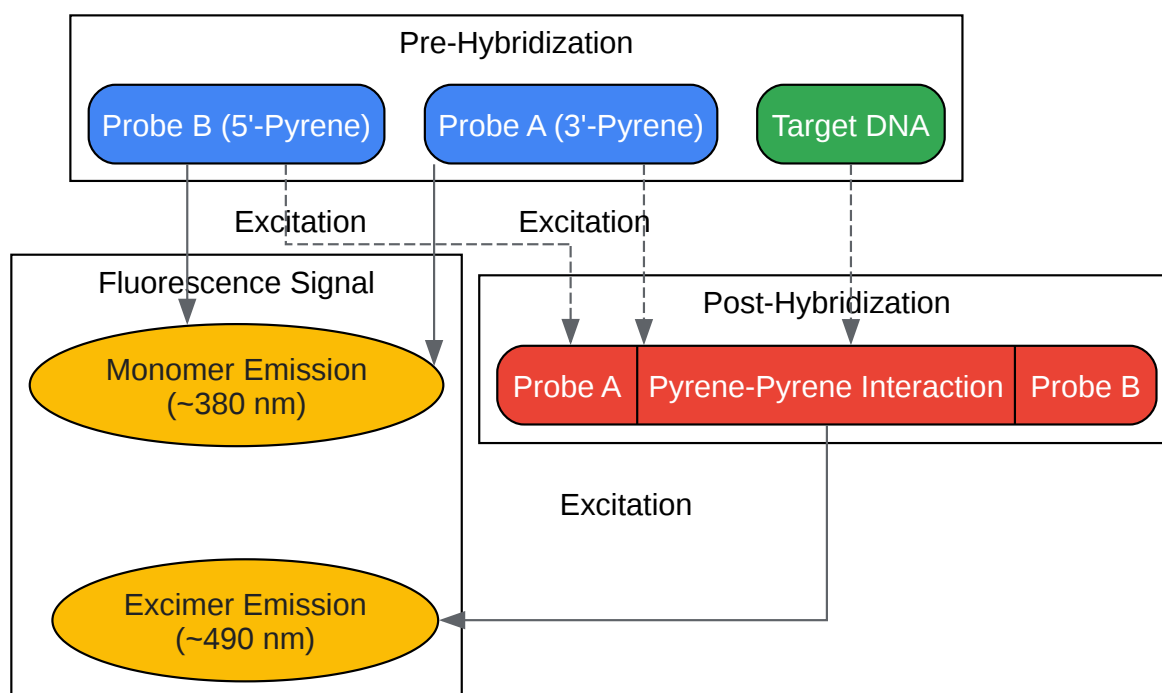 Pre-Hybridization
Probe B (5'-Pyrene)
Probe A (3'-Pyrene)
Target DNA
Excitation
Excitation
Fluorescence Signal
Post-Hybridization
Monomer Emission
(~380 nm)
Probe A
Pyrene-Pyrene Interaction
Probe B
Excitation
Excimer Emission
(~490 nm)